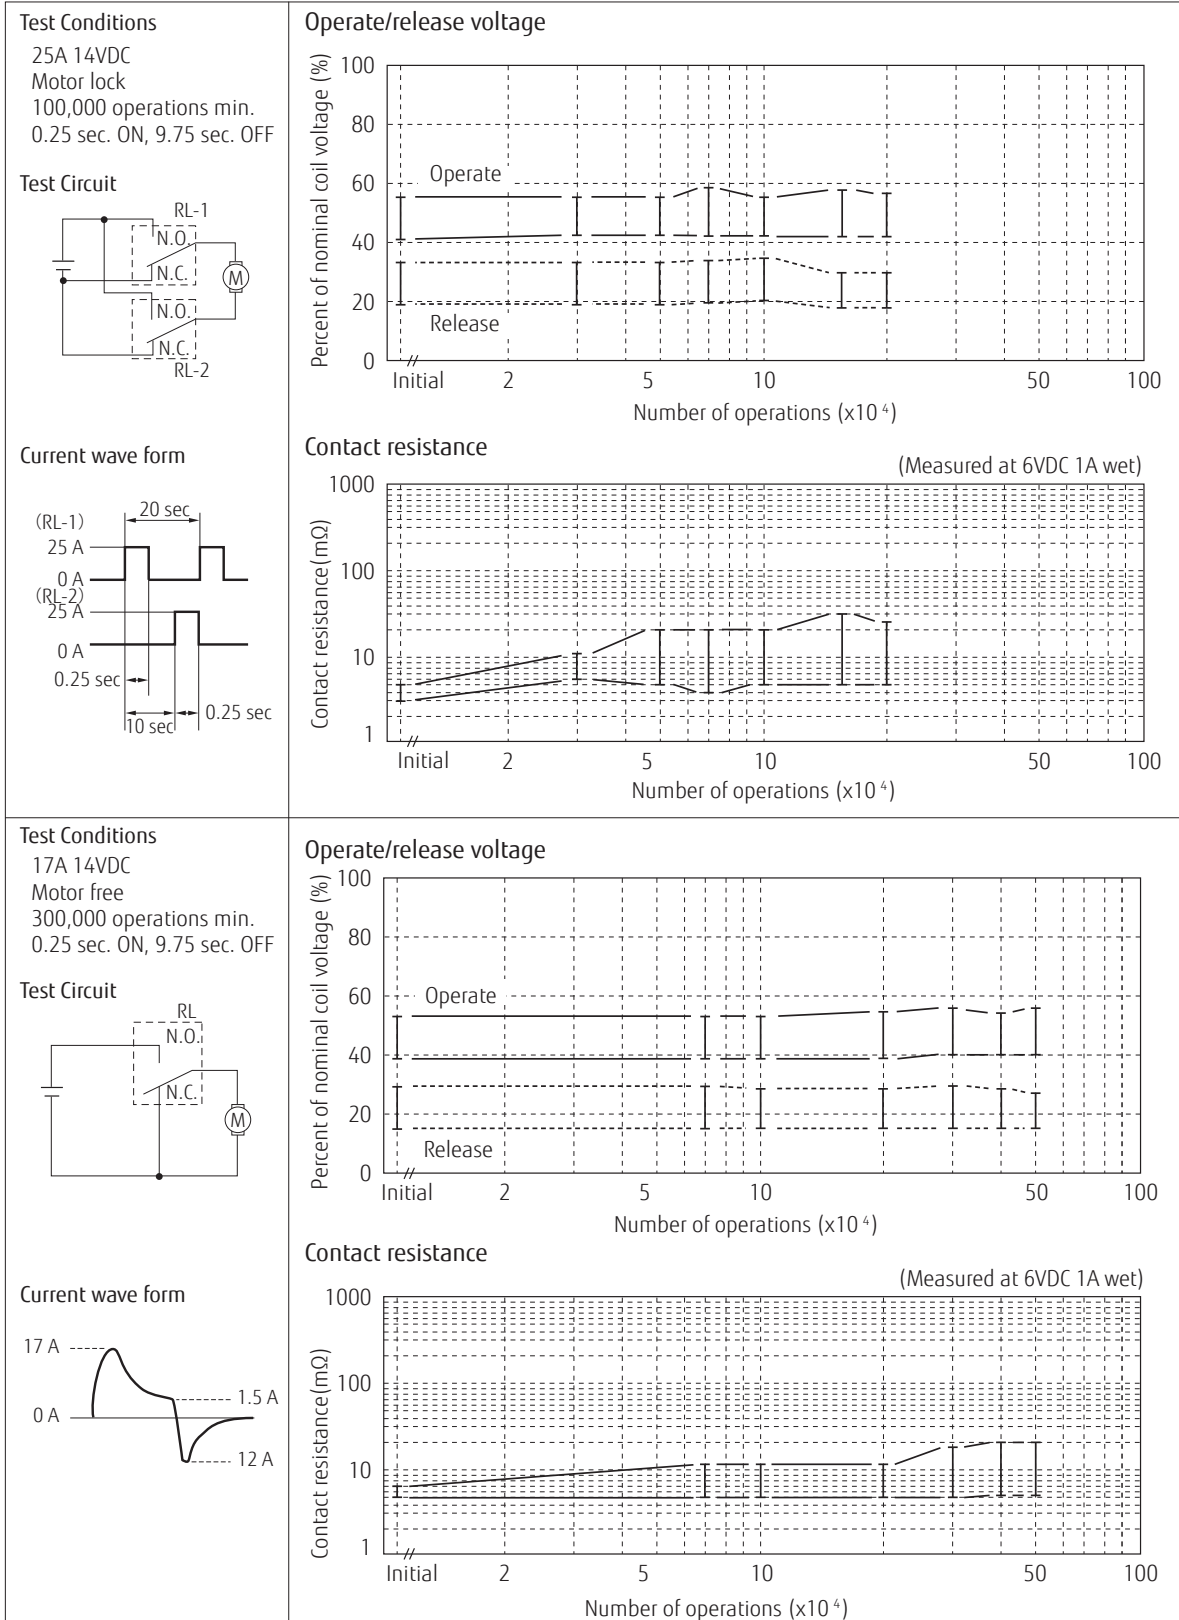 Test Conditions
25A 14VDC
Motor lock
100,000 operations min.
0.25 sec. ON, 9.75 sec. OFF
Test Circuit
RL-1
N.O.
N.C.
M
N.O.
N.C.
RL-2
Current wave form
20 sec
(RL-1)
25 A
0 A
(RL-2)
25 A
0 A
0.25 sec
0.25 sec
10 sec
Operate/release voltage
Percent of nominal coil voltage (%)
100
80
60
40
20
0
Operate
Release
Initial 2 5 10 50 100
Number of operations (x10 4)
Contact resistance
(Measured at 6VDC 1A wet)
Contact resistance(mΩ)
1000
100
10
1
Initial 2 5 10 50 100
Number of operations (x10 4)
Test Conditions
17A 14VDC
Motor free
300,000 operations min.
0.25 sec. ON, 9.75 sec. OFF
Test Circuit
RL
N.O.
N.C.
M
Current wave form
17 A
1.5 A
0 A
12 A
Operate/release voltage
Percent of nominal coil voltage (%)
100
80
60
40
20
0
Operate
Release
Initial 2 5 10 50 100
Number of operations (x10 4)
Contact resistance
(Measured at 6VDC 1A wet)
Contact resistance(mΩ)
1000
100
10
1
Initial 2 5 10 50 100
Number of operations (x10 4)